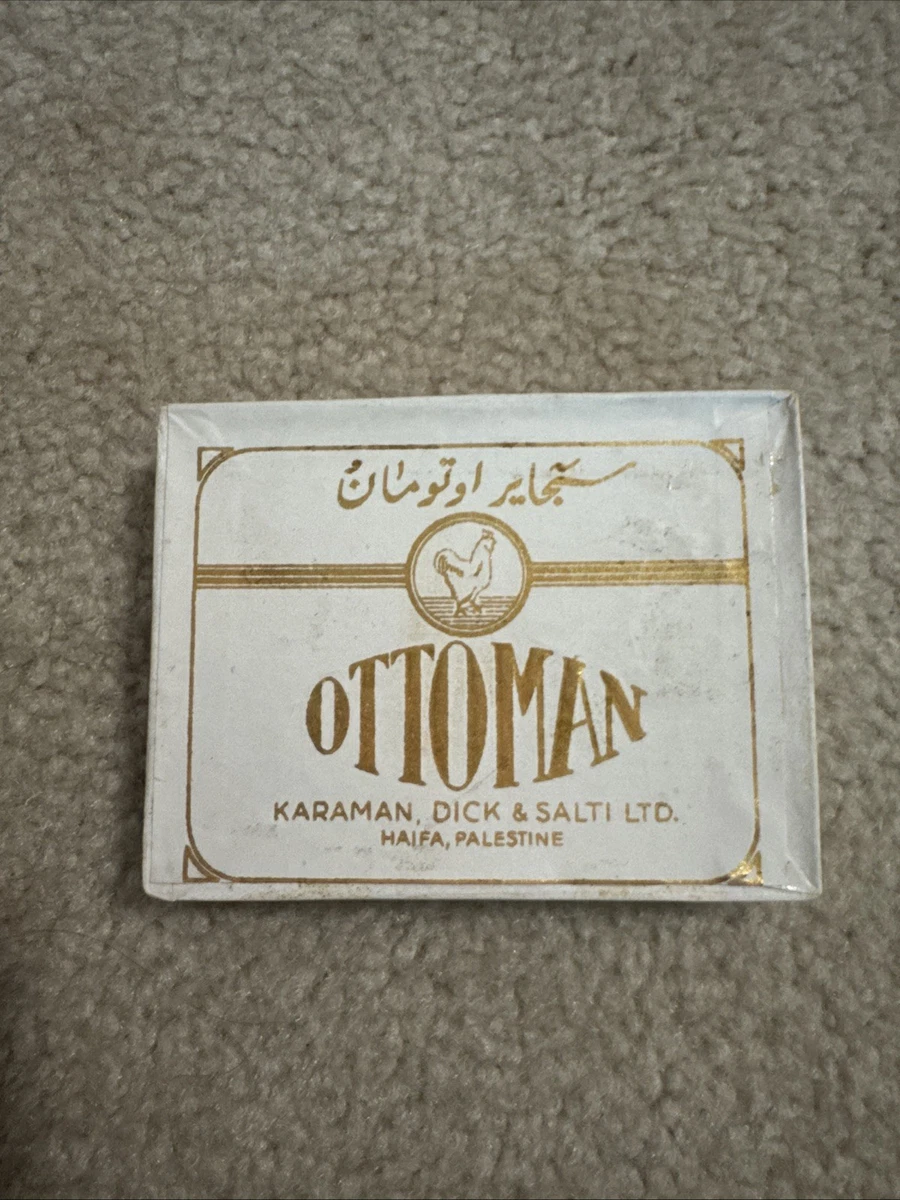 سجاير اوتومان
OTTOMAN
KARAMAN, DICK & SALTI LTD.
HAIFA, PALESTINE